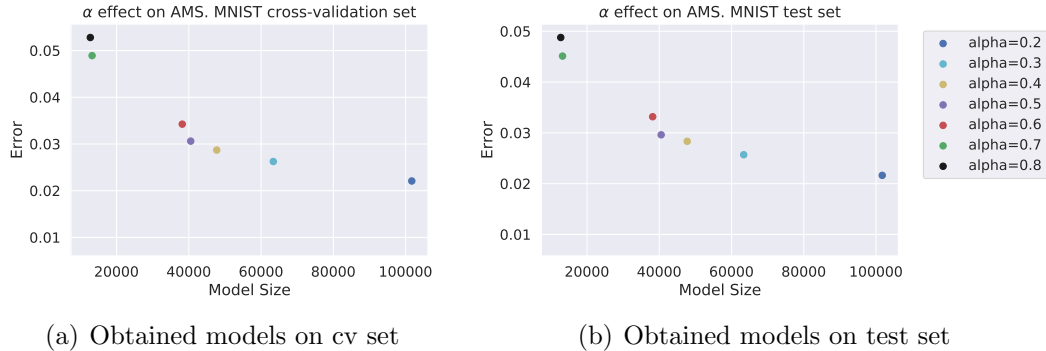 α effect on AMS. MNIST cross-validation set
0.05
0.04
0.03
0.02
0.01
Error
20000 40000 60000 80000 100000
Model Size
(a) Obtained models on cv set
α effect on AMS. MNIST test set
0.05
0.04
0.03
0.02
0.01
Error
20000 40000 60000 80000 100000
Model Size
(b) Obtained models on test set
alpha=0.2
alpha=0.3
alpha=0.4
alpha=0.5
alpha=0.6
alpha=0.7
alpha=0.8